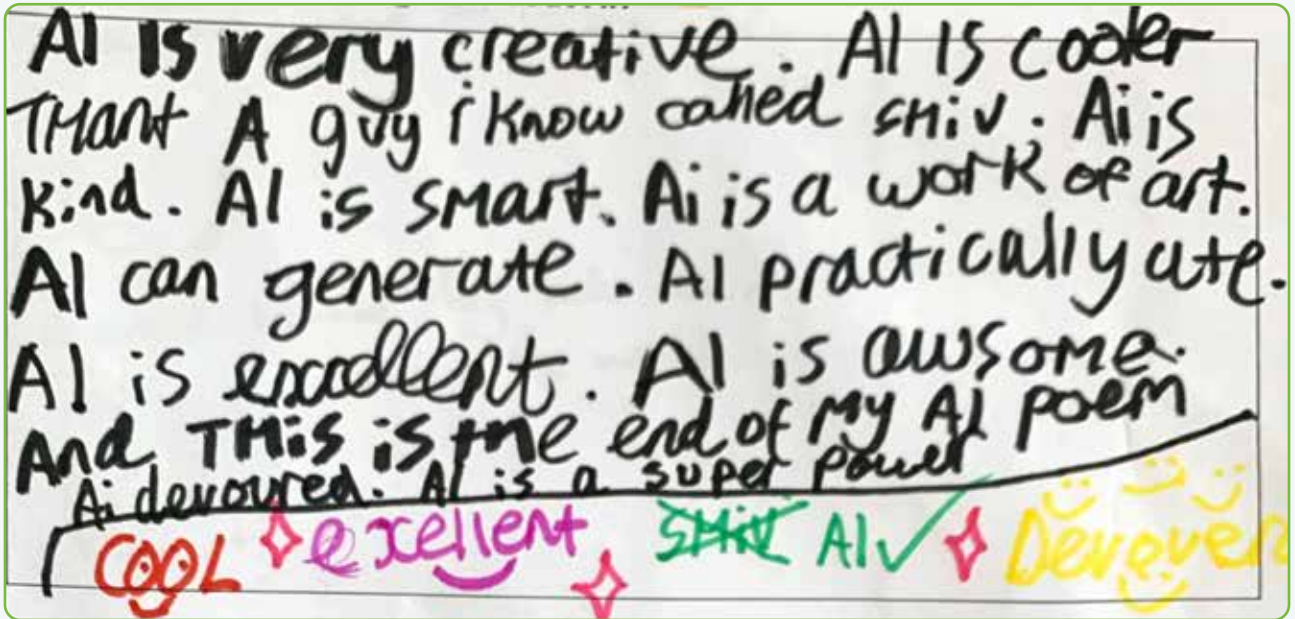 AI Is very creative. AI IS cooler
THant A guy i know called SHiV. Ai is
kind. AI is smart. Ai is a work of art.
AI can generate. AI practically ate.
AI is excellent. AI is awsome.
And THis is the end of My AI poem
Ai devoured. AI is a super power
COOL exellent SHiV AI